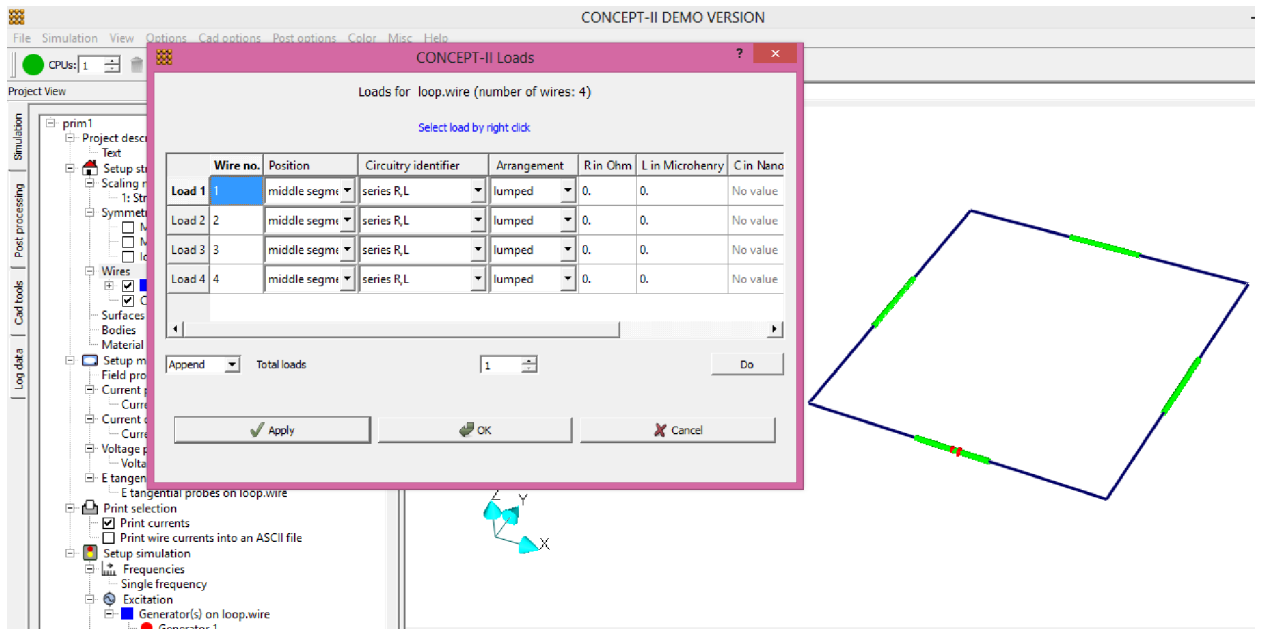 CONCEPT-II DEMO VERSION
File Simulation View Options Cad options Post options Color Misc Help
CPUs: 1
CONCEPT-II Loads
?
Project View
Loads for loop.wire (number of wires: 4)
Select load by right click
Simulation
Post processing
Cad tools
Log data
prim1
Project descr
Text
Setup str
Scaling r
1: Str
Symmet
M
M
Wires
C
Surfaces
Bodies
Material
Setup m
Field pro
Current p
Curre
Current c
Curre
Voltage p
Volta
E tangen
E tangential probes on loop.wire
Print selection
Print currents
Print wire currents into an ASCII file
Setup simulation
Frequencies
Single frequency
Excitation
Generator(s) on loop.wire
Generator 1
Wire no. Position Circuitry identifier Arrangement R in Ohm L in Microhenry C in Nano
Load 1 1 middle segme series R,L lumped 0. 0. No value
Load 2 2 middle segme series R,L lumped 0. 0. No value
Load 3 3 middle segme series R,L lumped 0. 0. No value
Load 4 4 middle segme series R,L lumped 0. 0. No value
Append Total loads 1 Do
Apply OK Cancel
Z Y
X